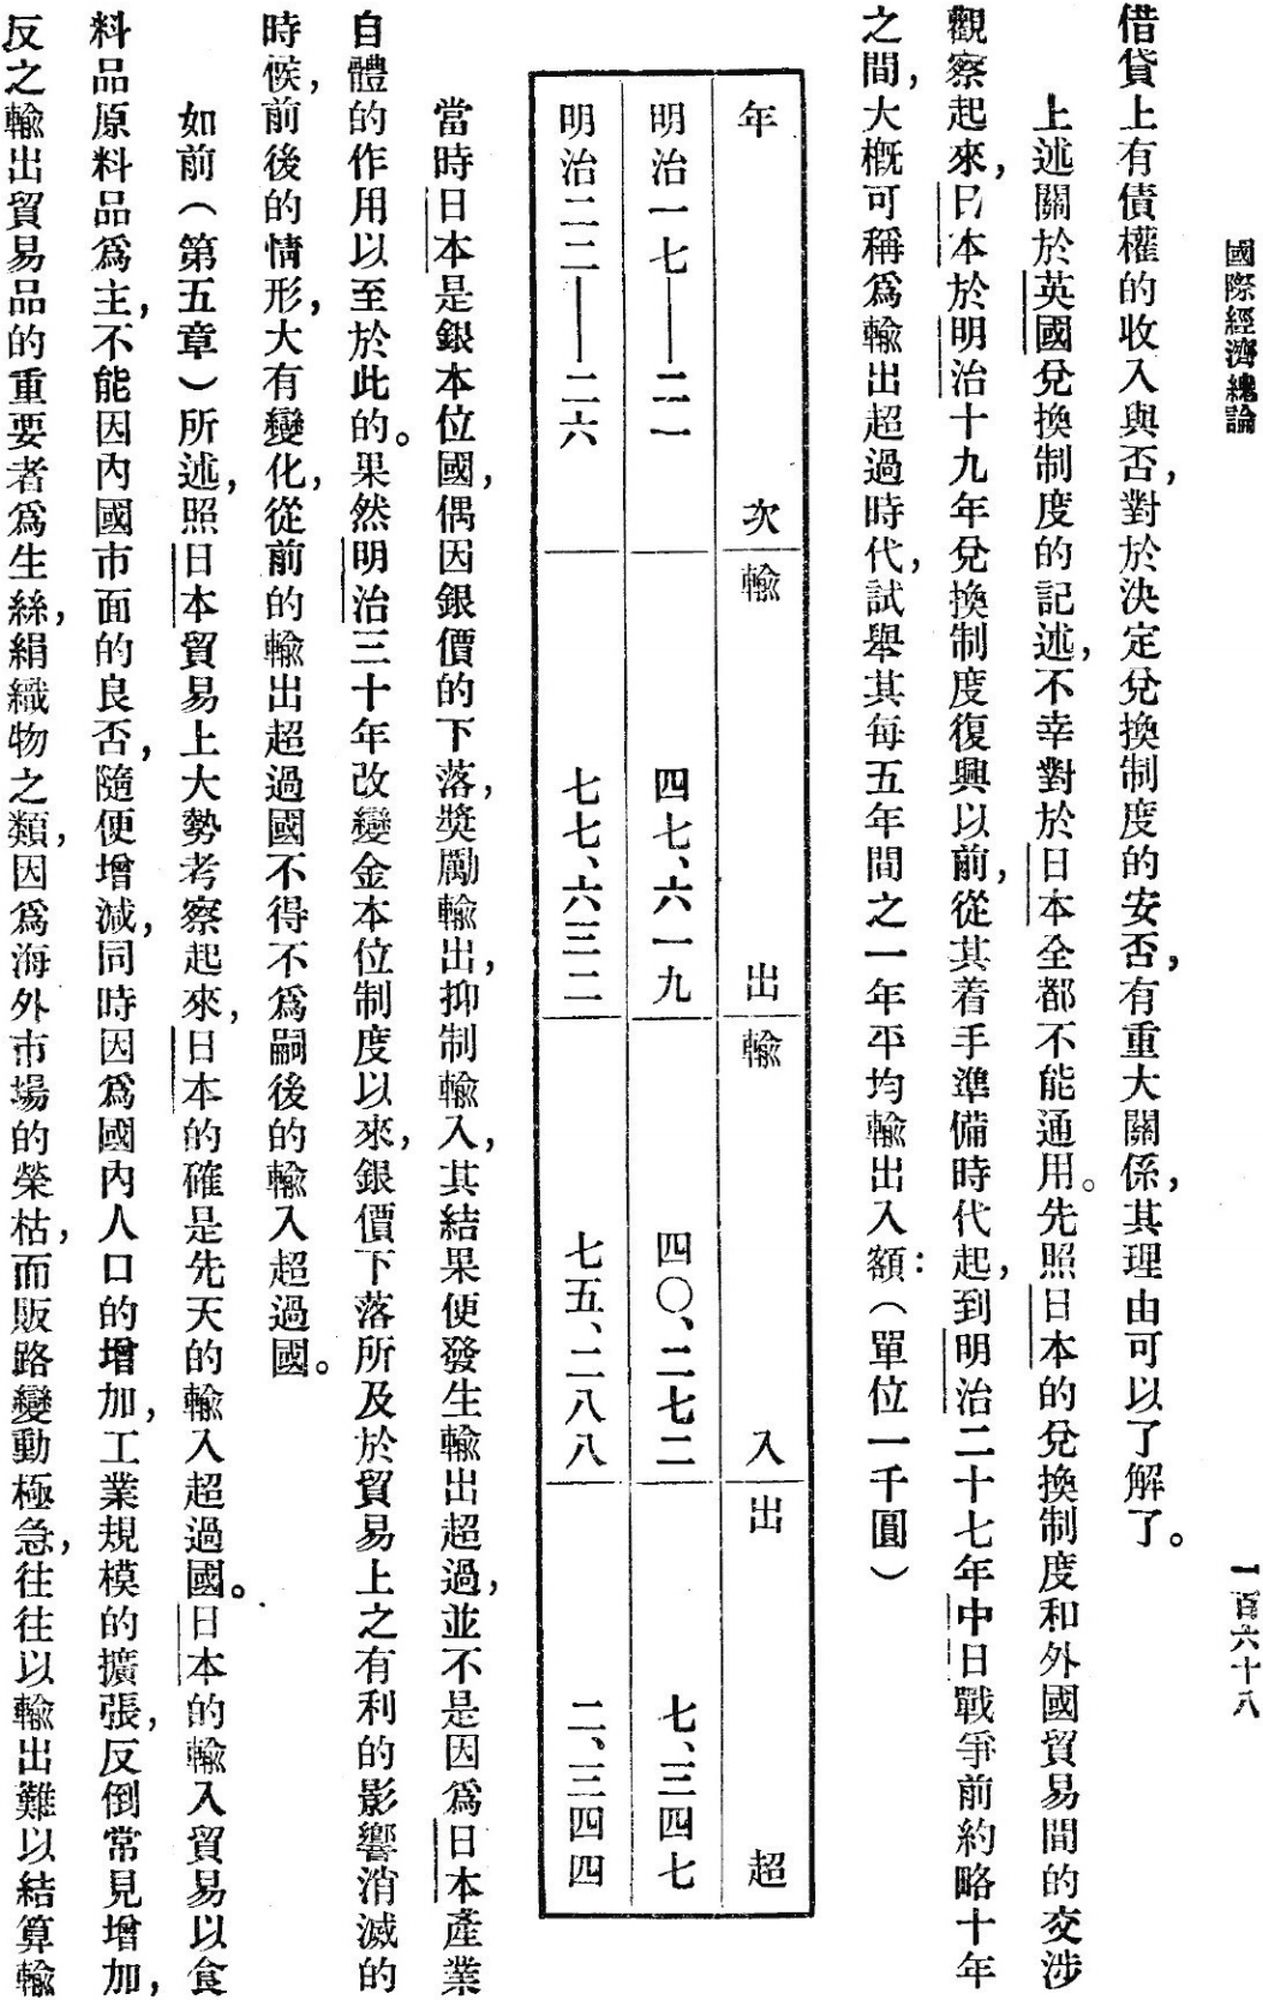 國際經濟總論
一百六十八
借貸上有債權的收入與否，對於決定兌換制度的安否，有重大關係，其理由可以了解了。
上述關於英國兌換制度的記述，不幸對於日本全都不能通用。先照日本的兌換制度和外國貿易間的交涉
觀察起來，日本於明治十九年兌換制度復興以前，從其着手準備時代起，到明治二十七年中日戰爭前約略十年
之間，大槪可稱爲輸出超過時代，試舉其每五年間之一年平均輸出入額：（單位一千圓）
年次 輸出 輸入 出超
明治一七——二一 四七、六一九 四〇、二七二 七、三四七
明治二二——二六 七七、六三二 七五、二八八 二、三四四
當時日本是銀本位國，偶因銀價的下落，獎勵輸出，抑制輸入，其結果便發生輸出超過，並不是因爲日本產業
自體的作用以至於此的。果然明治三十年改變金本位制度以來，銀價下落所及於貿易上之有利的影響消滅的
時候，前後的情形，大有變化，從前的輸出超過國不得不爲嗣後的輸入超過國。
如前（第五章）所述，照日本貿易上大勢考察起來，日本的確是先天的輸入超過國。日本的輸入貿易以食
料品原料品爲主，不能因內國市面的良否，隨便增減，同時因爲國內人口的增加，工業規模的擴張，反倒常見增加，
反之輸出貿易品的重要者爲生絲，絹織物之類，因爲海外市場的榮枯，而販路變動極急，往往以輸出難以結算輸